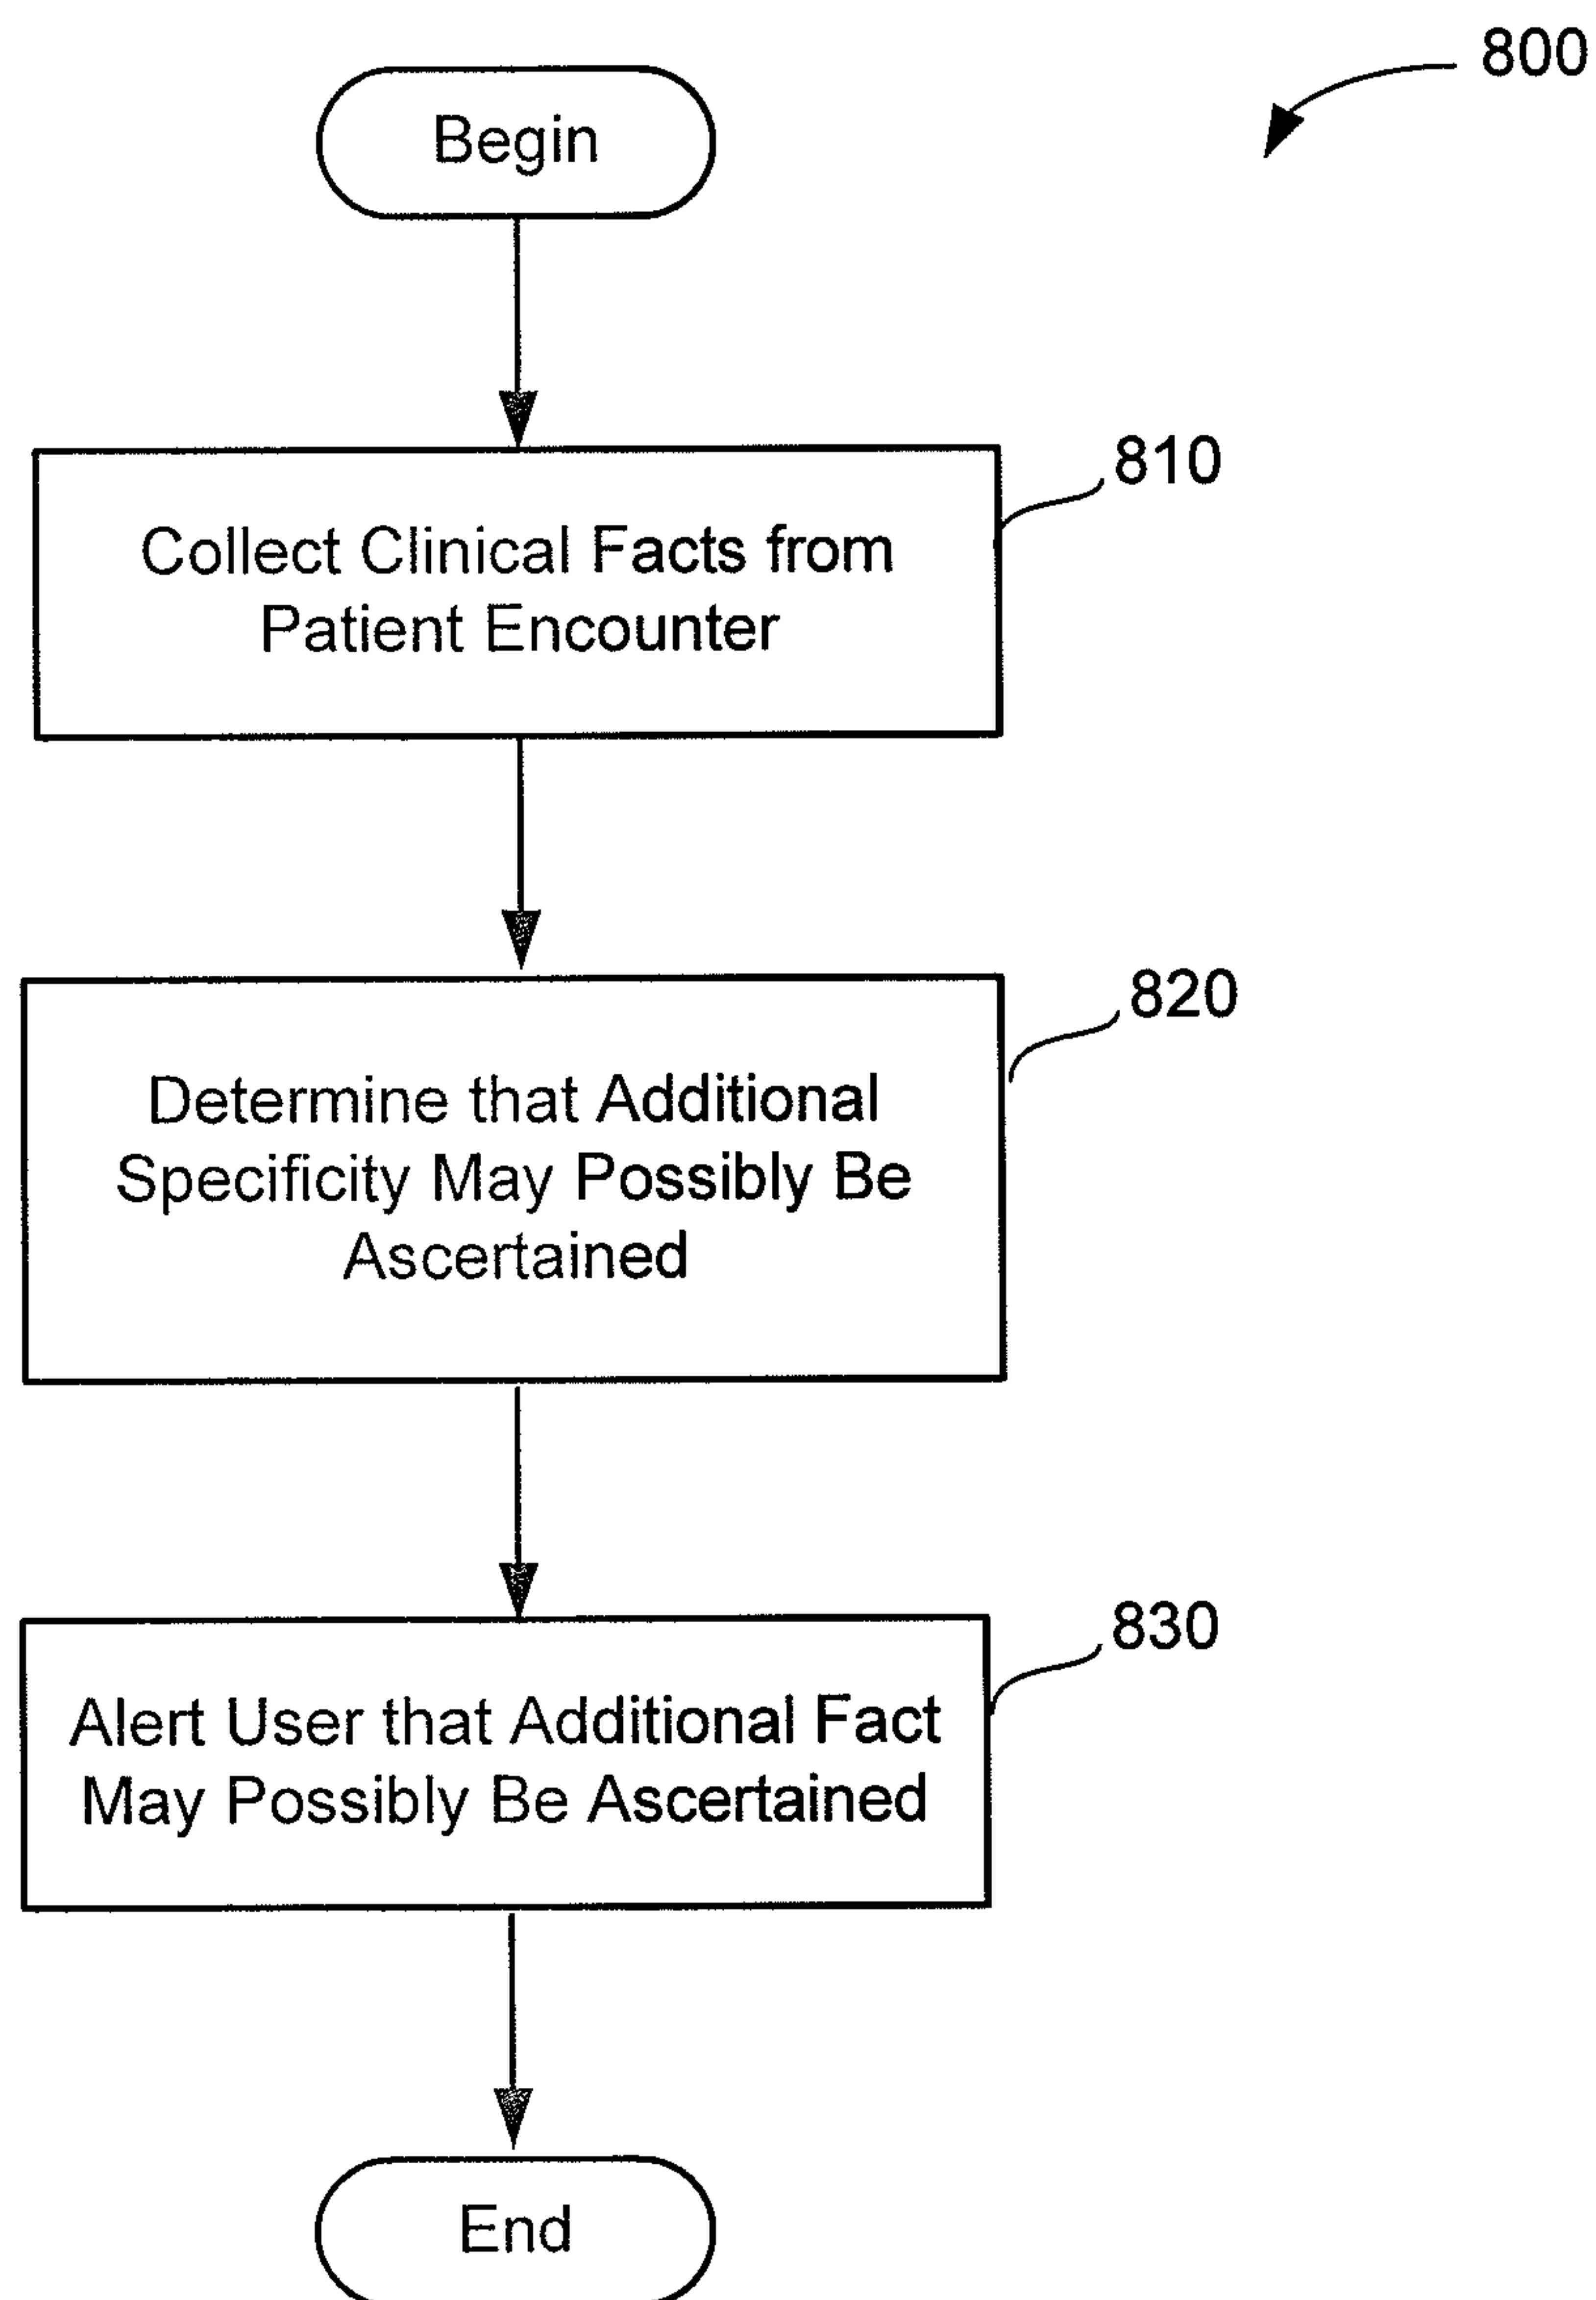 800
Begin
810
Collect Clinical Facts from
Patient Encounter
820
Determine that Additional
Specificity May Possibly Be
Ascertained
830
Alert User that Additional Fact
May Possibly Be Ascertained
End